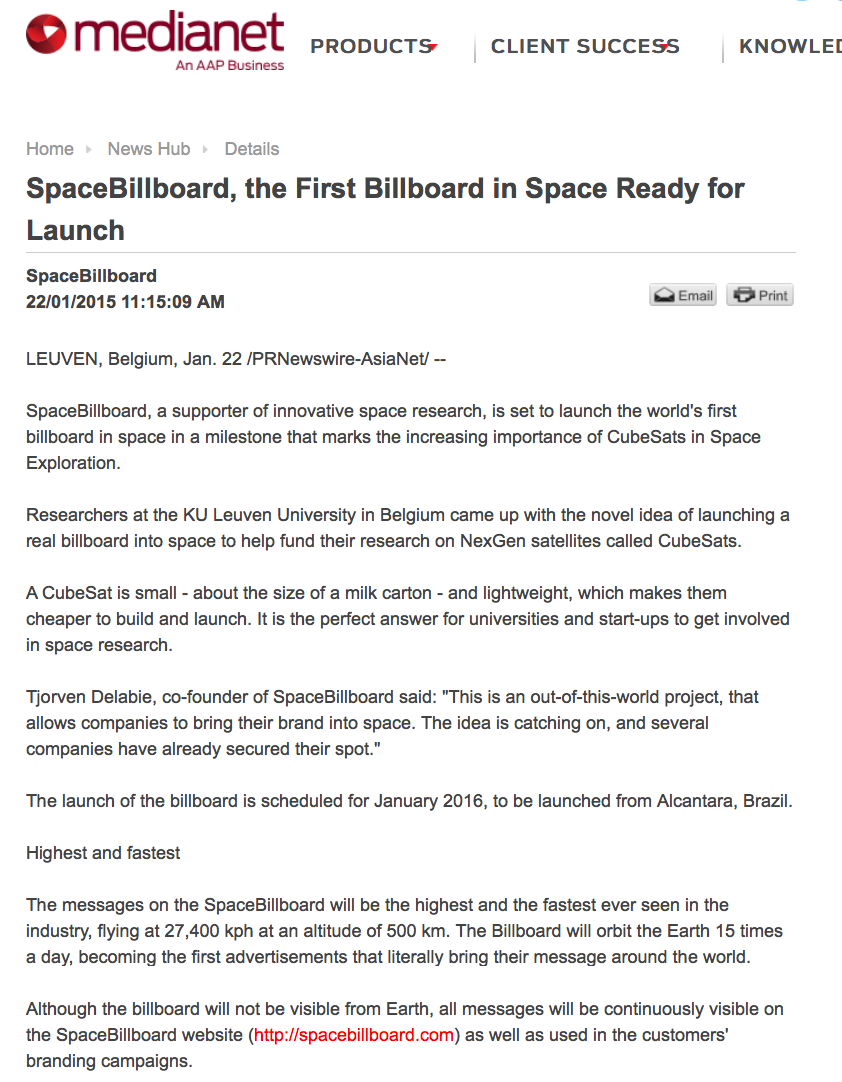 medianet
An AAP Business
PRODUCTS
CLIENT SUCCESS
Home
News Hub
Details
SpaceBillboard, the First Billboard in Space Ready for
Launch
SpaceBillboard
22/01/2015 11:15:09 AM
Email
Print
LEUVEN, Belgium, Jan. 22 /PRNewswire-AsiaNet/ --
SpaceBillboard, a supporter of innovative space research, is set to launch the world's first
billboard in space in a milestone that marks the increasing importance of CubeSats in Space
Exploration.
Researchers at the KU Leuven University in Belgium came up with the novel idea of launching a
real billboard into space to help fund their research on NexGen satellites called CubeSats.
A CubeSat is small - about the size of a milk carton - and lightweight, which makes them
cheaper to build and launch. It is the perfect answer for universities and start-ups to get involved
in space research.
Tjorven Delabie, co-founder of SpaceBillboard said: "This is an out-of-this-world project, that
allows companies to bring their brand into space. The idea is catching on, and several
companies have already secured their spot."
The launch of the billboard is scheduled for January 2016, to be launched from Alcantara, Brazil.
Highest and fastest
The messages on the SpaceBillboard will be the highest and the fastest ever seen in the
industry, flying at 27,400 kph at an altitude of 500 km. The Billboard will orbit the Earth 15 times
a day, becoming the first advertisements that literally bring their message around the world.
Although the billboard will not be visible from Earth, all messages will be continuously visible on
the SpaceBillboard website (http://spacebillboard.com) as well as used in the customers'
branding campaigns.